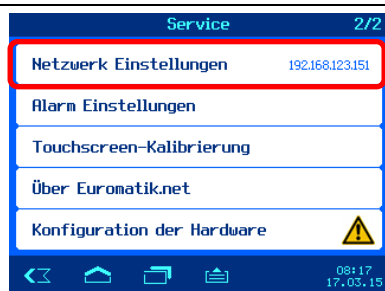 Service 2/2
Netzwerk Einstellungen 192.168.123.151
Alarm Einstellungen
Touchscreen-Kalibrierung
Über Euromatik.net
Konfiguration der Hardware
08:17
17.03.15